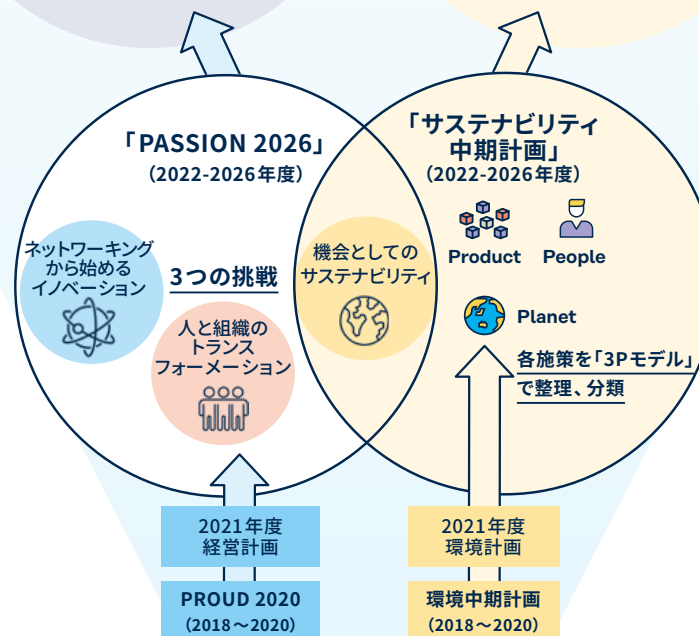 「PASSION 2026」
(2022-2026年度)
ネットワーキング
から始める
イノベーション
3つの挑戦
人と組織の
トランス
フォーメーション
機会としての
サステナビリティ
「サステナビリティ
中期計画」
(2022-2026年度)
Product
People
Planet
各施策を「3Pモデル」
で整理、分類
2021年度
経営計画
PROUD 2020
(2018〜2020)
2021年度
環境計画
環境中期計画
(2018〜2020)